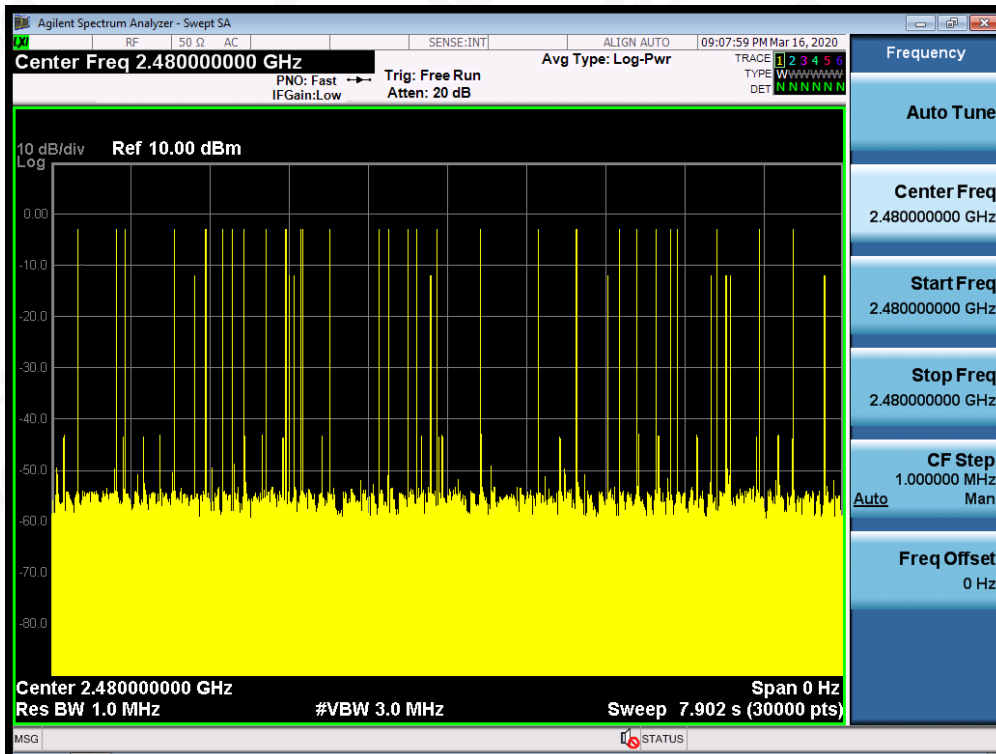 Agilent Spectrum Analyzer - Swept SA
LXI RF 50 Ω AC SENSE:INT ALIGN AUTO 09:07:59 PM Mar 16, 2020
Center Freq 2.480000000 GHz
PNO: Fast
IFGain:Low
Trig: Free Run
Atten: 20 dB
Avg Type: Log-Pwr
TRACE 1 2 3 4 5 6
TYPE WWWWWW
DET N N N N N N
10 dB/div
Log
Ref 10.00 dBm
0.00
-10.0
-20.0
-30.0
-40.0
-50.0
-60.0
-70.0
-80.0
Center 2.480000000 GHz
Span 0 Hz
Res BW 1.0 MHz
#VBW 3.0 MHz
Sweep 7.902 s (30000 pts)
MSG
STATUS
Frequency
Auto Tune
Center Freq
2.480000000 GHz
Start Freq
2.480000000 GHz
Stop Freq
2.480000000 GHz
CF Step
1.000000 MHz
Auto Man
Freq Offset
0 Hz